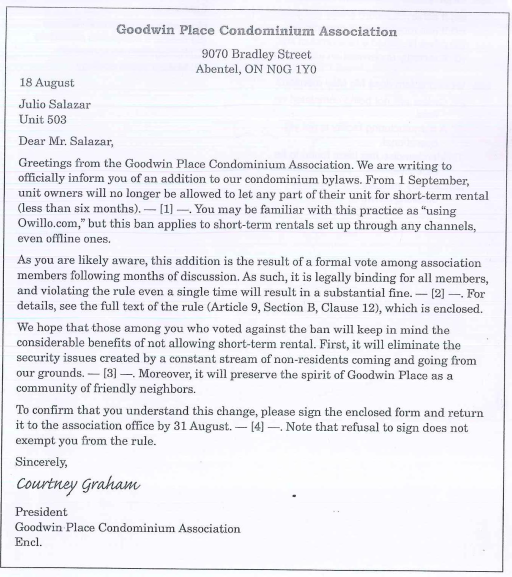 Goodwin Place Condominium Association
9070 Bradley Street
Abentel, ON N0G 1Y0
18 August
Julio Salazar
Unit 503
Dear Mr. Salazar,
Greetings from the Goodwin Place Condominium Association. We are writing to
officially inform you of an addition to our condominium bylaws. From 1 September,
unit owners will no longer be allowed to let any part of their unit for short-term rental
(less than six months). — [1] —. You may be familiar with this practice as “using
Owillo.com,” but this ban applies to short-term rentals set up through any channels,
even offline ones.
As you are likely aware, this addition is the result of a formal vote among association
members following months of discussion. As such, it is legally binding for all members,
and violating the rule even a single time will result in a substantial fine. — [2] —. For
details, see the full text of the rule (Article 9, Section B, Clause 12), which is enclosed.
We hope that those among you who voted against the ban will keep in mind the
considerable benefits of not allowing short-term rental. First, it will eliminate the
security issues created by a constant stream of non-residents coming and going from
our grounds. — [3] —. Moreover, it will preserve the spirit of Goodwin Place as a
community of friendly neighbors.
To confirm that you understand this change, please sign the enclosed form and return
it to the association office by 31 August. — [4] —. Note that refusal to sign does not
exempt you from the rule.
Sincerely,
Courtney Graham
President
Goodwin Place Condominium Association
Encl.